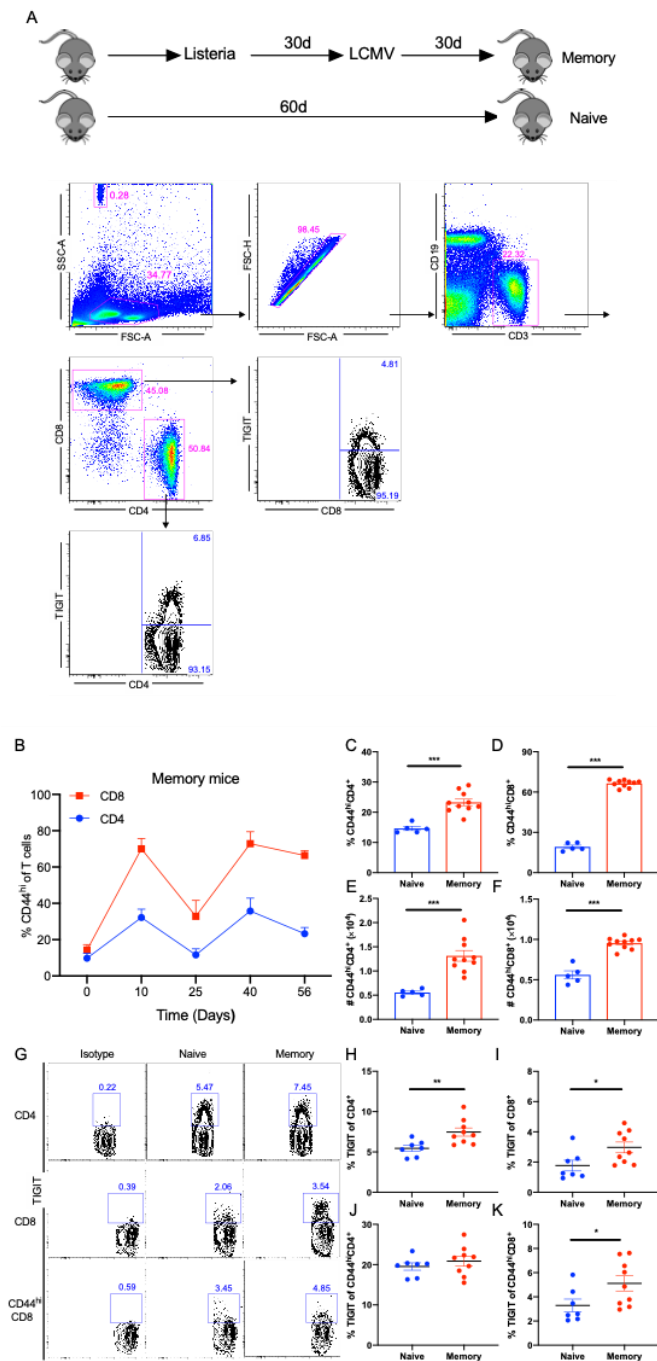 A
Listeria 30d LCMV 30d Memory
60d Naive
0.28
34.77
SSC-A
FSC-A
98.45
FSC-H
FSC-A
22.32
CD19
CD3
45.08
50.84
CD8
CD4
4.81
95.19
TIGIT
CD8
6.85
93.15
TIGIT
CD4
B
Memory mice
CD8
CD4
% CD44hi of T cells
100
80
60
40
20
0
0 10 25 40 56
Time (Days)
C
% CD44hiCD4+
40
30
20
10
0
***
Naive Memory
D
% CD44hiCD8+
90
60
30
0
***
Naive Memory
E
# CD44hiCD4+ (×10⁴)
2.5
2.0
1.5
1.0
0.5
0.0
***
Naive Memory
F
# CD44hiCD8+ (×10⁴)
2.0
1.5
1.0
0.5
0.0
***
Naive Memory
G
Isotype Naive Memory
CD4
0.22 5.47 7.45
TIGIT
CD8
0.39 2.06 3.54
CD44hi
CD8
0.59 3.45 4.85
H
% TIGIT of CD4+
15
10
5
0
**
Naive Memory
I
% TIGIT of CD8+
8
6
4
2
0
*
Naive Memory
J
% TIGIT of CD44hiCD4+
30
20
10
0
Naive Memory
K
% TIGIT of CD44hiCD8+
10
8
6
4
2
0
*
Naive Memory